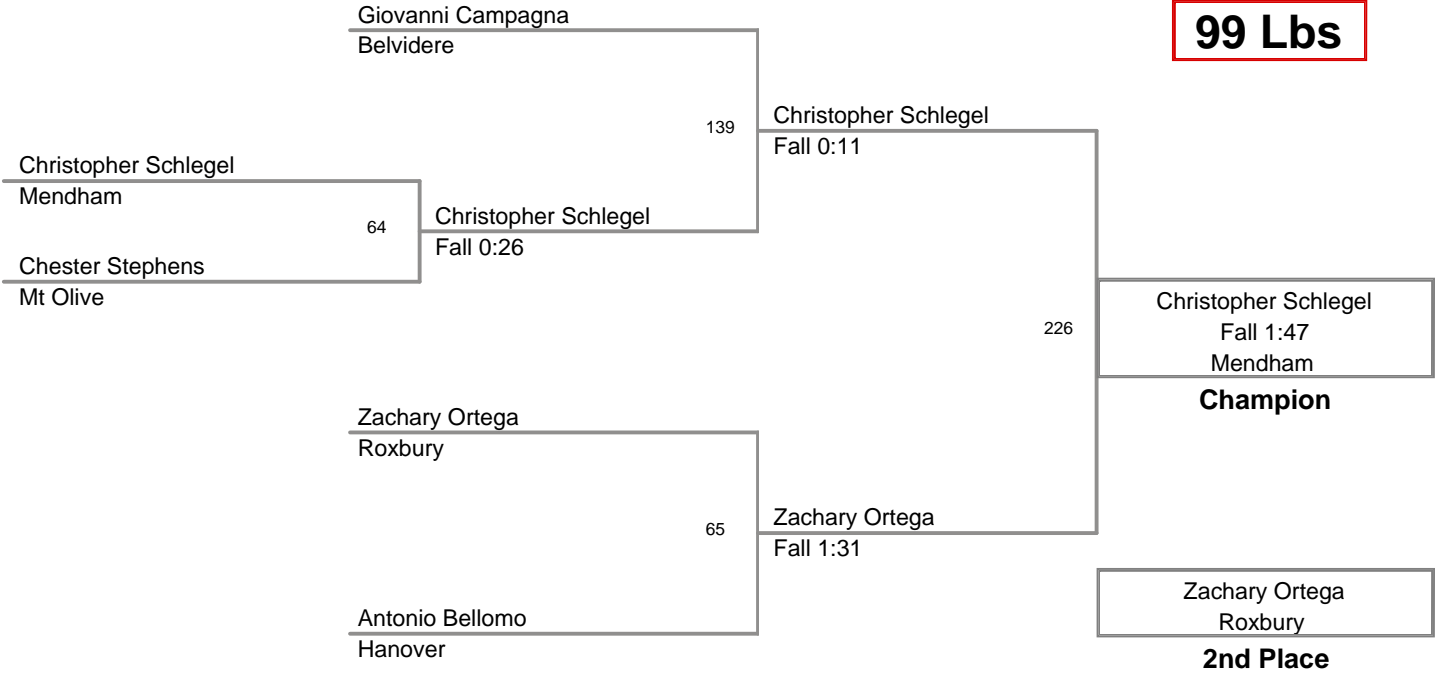 Giovanni Campagna
Belvidere
99 Lbs
139
Christopher Schlegel
Fall 0:11
Christopher Schlegel
Mendham
64
Christopher Schlegel
Fall 0:26
Chester Stephens
Mt Olive
226
Christopher Schlegel
Fall 1:47
Mendham
Champion
Zachary Ortega
Roxbury
65
Zachary Ortega
Fall 1:31
Antonio Bellomo
Hanover
Zachary Ortega
Roxbury
2nd Place